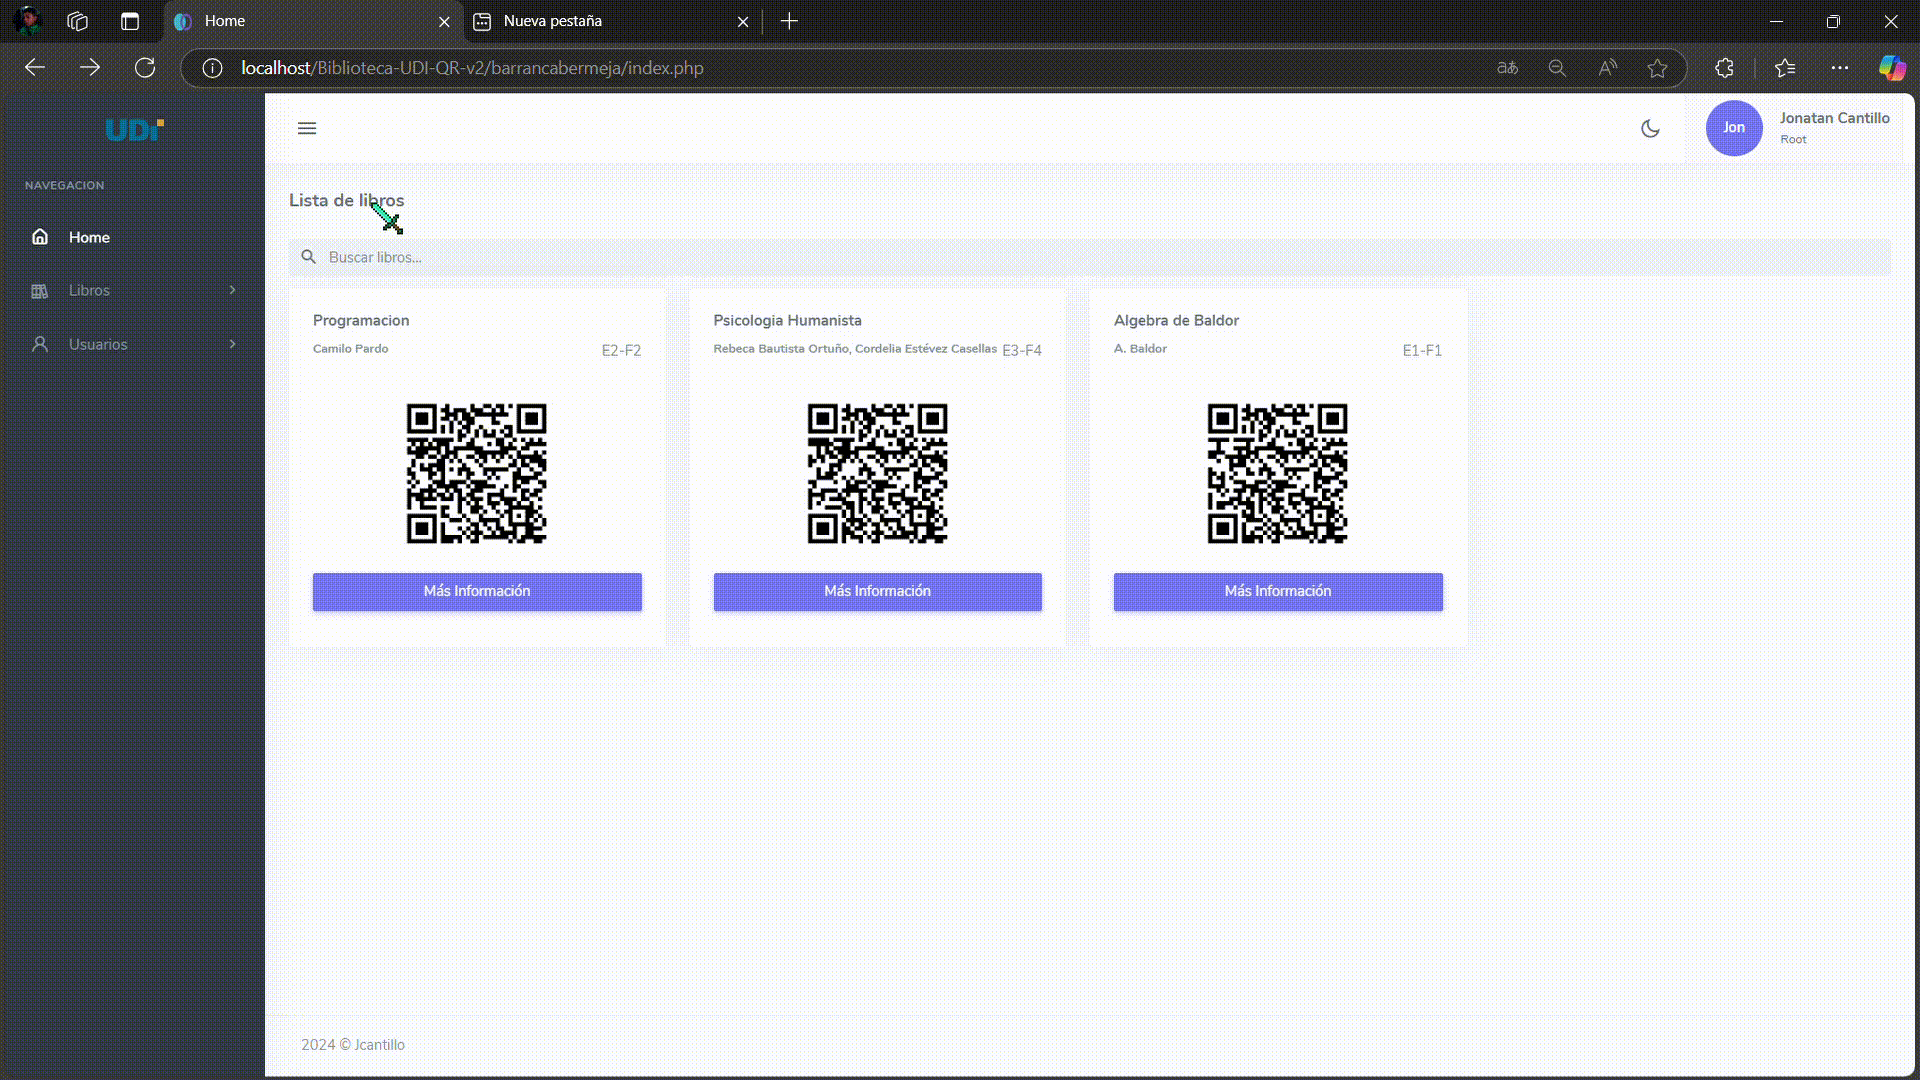 Home
Nueva pestaña
localhost/Biblioteca-UDI-QR-v2/barrancabermeja/index.php
UDi
Jon
Jonatan Cantillo
Root
NAVEGACION
Home
Libros
Usuarios
Lista de libros
Buscar libros...
Programacion
Camilo Pardo
E2-F2
Más Información
Psicologia Humanista
Rebeca Bautista Ortuño, Cordelia Estévez Casellas
E3-F4
Más Información
Algebra de Baldor
A. Baldor
E1-F1
Más Información
2024 © Jcantillo